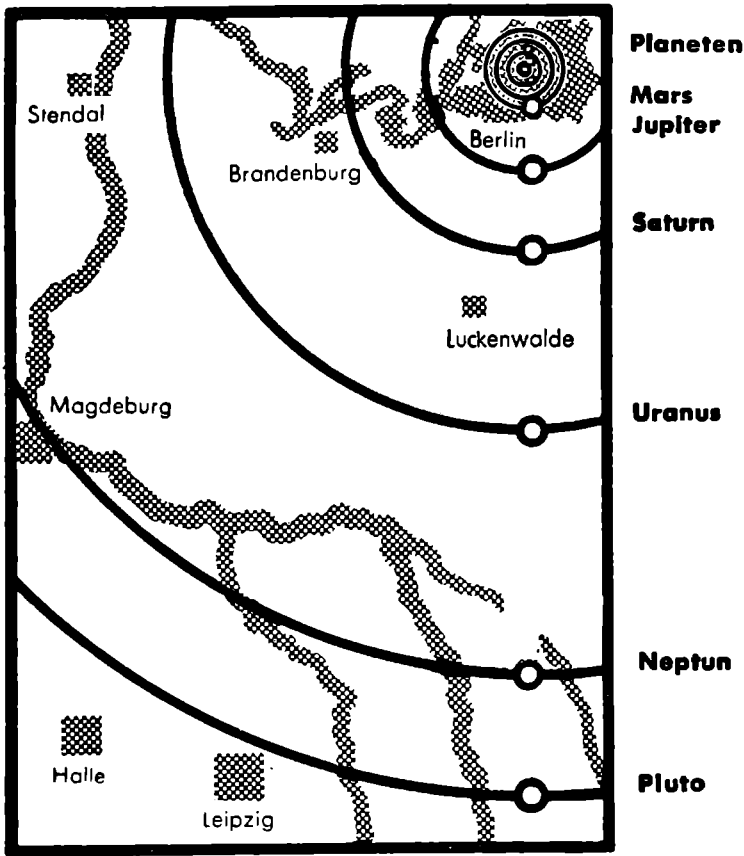 Planeten
Mars
Jupiter
Stendal
Berlin
Brandenburg
Saturn
Luckenwalde
Magdeburg
Uranus
Neptun
Halle
Pluto
Leipzig